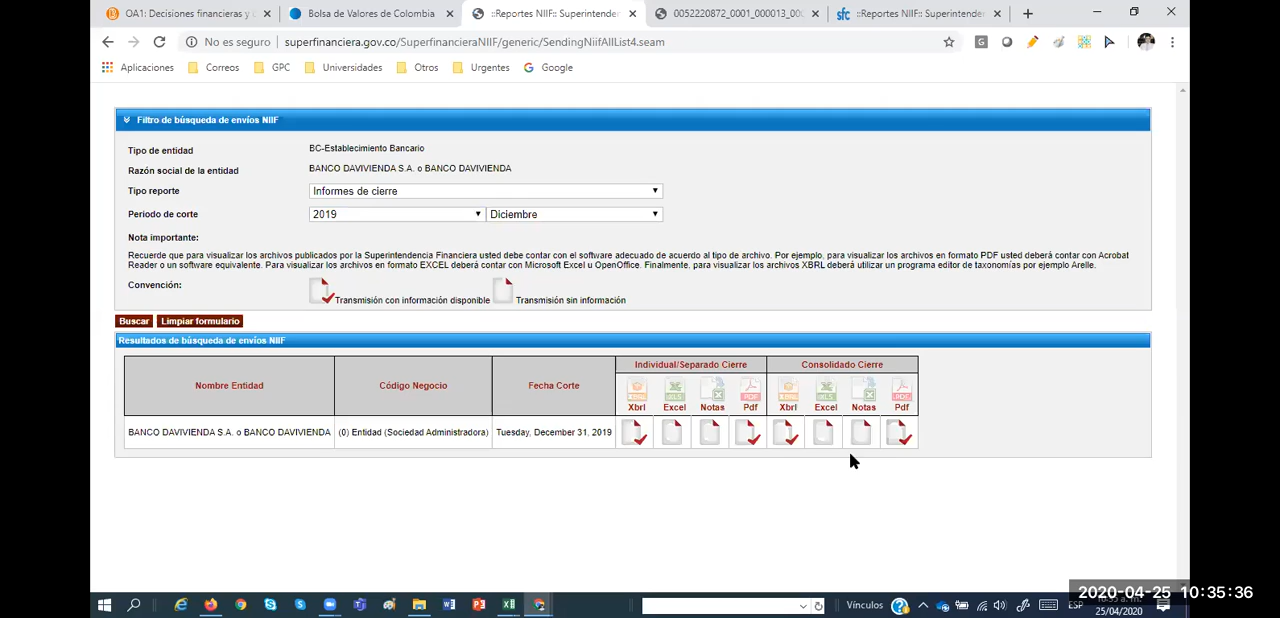 OA1: Decisiones financieras y
Bolsa de Valores de Colombia
::Reportes NIIF:: Superintender
0052220872_0001_000013_00
sfc ::Reportes NIIF:: Superintender
No es seguro superfinanciera.gov.co/SuperfinancieraNIIF/generic/SendingNiifAllList4.seam
Aplicaciones Correos GPC Universidades Otros Urgentes Google
Filtro de búsqueda de envíos NIIF
Tipo de entidad BC-Establecimiento Bancario
Razón social de la entidad BANCO DAVIVIENDA S.A. o BANCO DAVIVIENDA
Tipo reporte Informes de cierre
Periodo de corte 2019 Diciembre
Nota importante:
Recuerde que para visualizar los archivos publicados por la Superintendencia Financiera usted debe contar con el software adecuado de acuerdo al tipo de archivo. Por ejemplo, para visualizar los archivos en formato PDF usted deberá contar con Acrobat
Reader o un software equivalente. Para visualizar los archivos en formato EXCEL deberá contar con Microsoft Excel u OpenOffice. Finalmente, para visualizar los archivos XBRL deberá utilizar un programa editor de taxonomías por ejemplo Arelle.
Convención:
Transmisión con información disponible Transmisión sin información
Buscar Limpiar formulario
Resultados de búsqueda de envíos NIIF
Individual/Separado Cierre Consolidado Cierre
Nombre Entidad Código Negocio Fecha Corte
Xbrl Excel Notas Pdf Xbrl Excel Notas Pdf
BANCO DAVIVIENDA S.A. o BANCO DAVIVIENDA (0) Entidad (Sociedad Administradora) Tuesday, December 31, 2019
2020-04-25 10:35:36
Vínculos ESP
25/04/2020